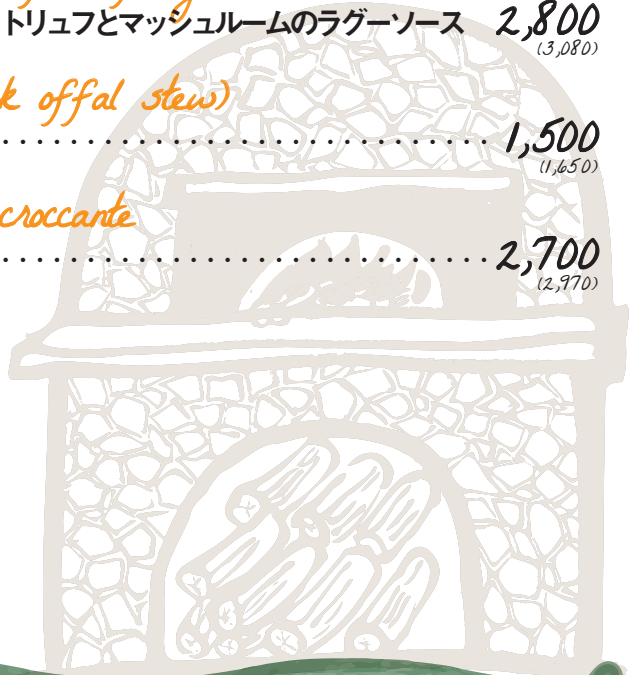 トリュフとマッシュルームのラグーソース 2,800
(3,080)
k offal stew)
1,500
(1,650)
croccante
2,700
(2,970)